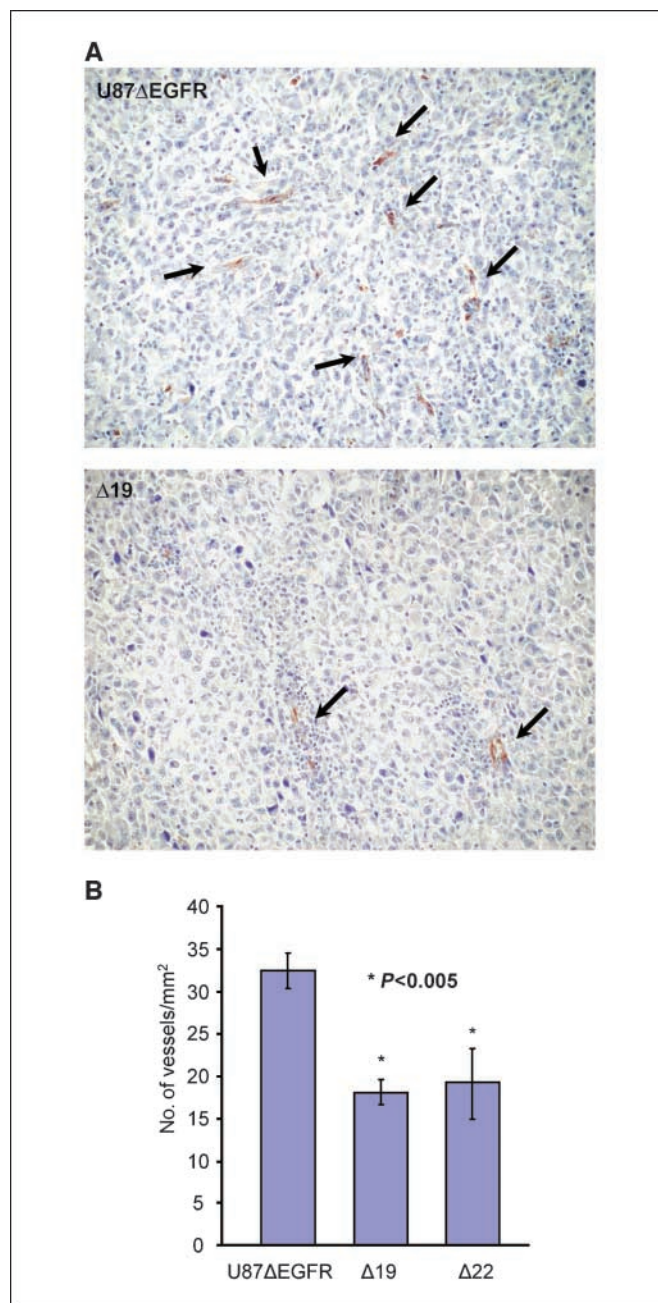 A
U87ΔEGFR
Δ19
B
40
35
30
25
20
15
10
5
0
No. of vessels/mm²
* P<0.005
*
*
U87ΔEGFR Δ19 Δ22